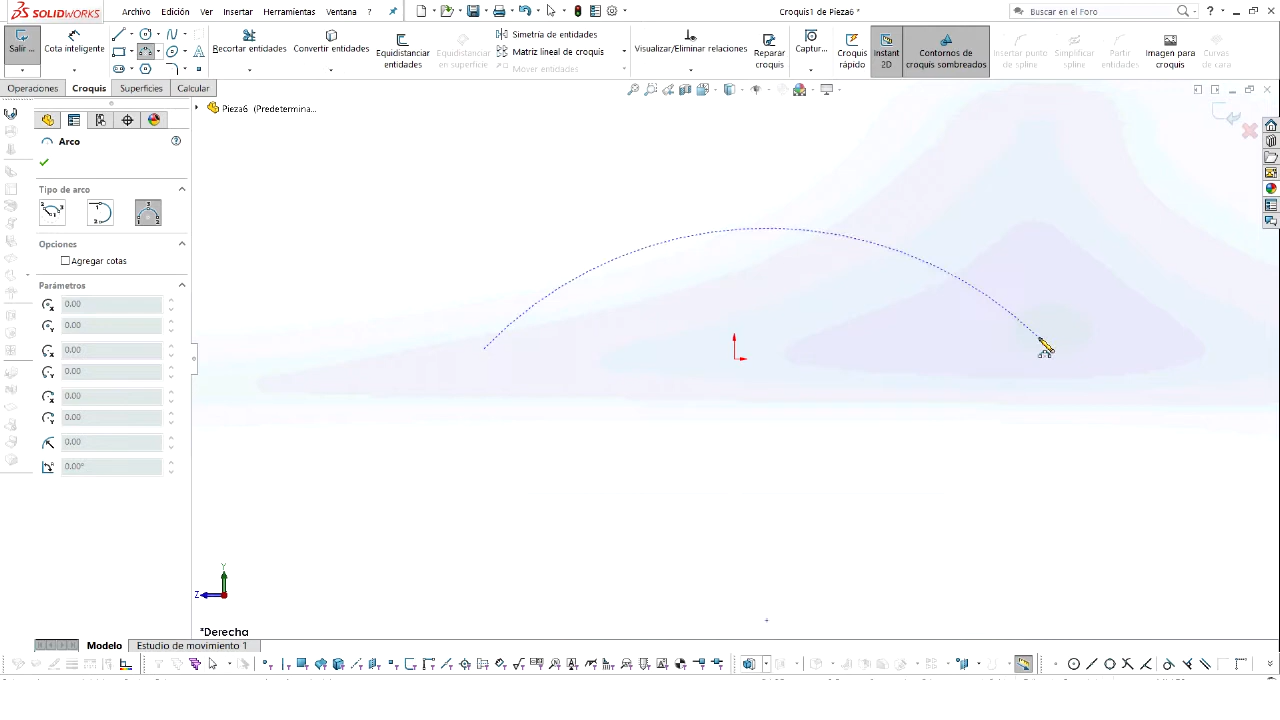 SOLIDWORKS Archivo Edición Ver Insertar Herramientas Ventana ? Croquis1 de Pieza6 * Buscar en el Foro ?
Salir ... Cota inteligente Recortar entidades Convertir entidades Equidistanciar entidades Equidistanciar en superficie Simetría de entidades Matriz lineal de croquis Mover entidades Visualizar/Eliminar relaciones Reparar croquis Captur... Croquis rápido Instant 2D Contornos de croquis sombreados Insertar punto de spline Simplificar spline Partir entidades Imagen para croquis Curvas de cara
Operaciones Croquis Superficies Calcular
Pieza6 (Predetermina...
Arco
Tipo de arco
Opciones
Agregar cotas
Parámetros
0.00
0.00
0.00
0.00
0.00
0.00
0.00
0.00°
Y
Z
*Derecha
Modelo Estudio de movimiento 1